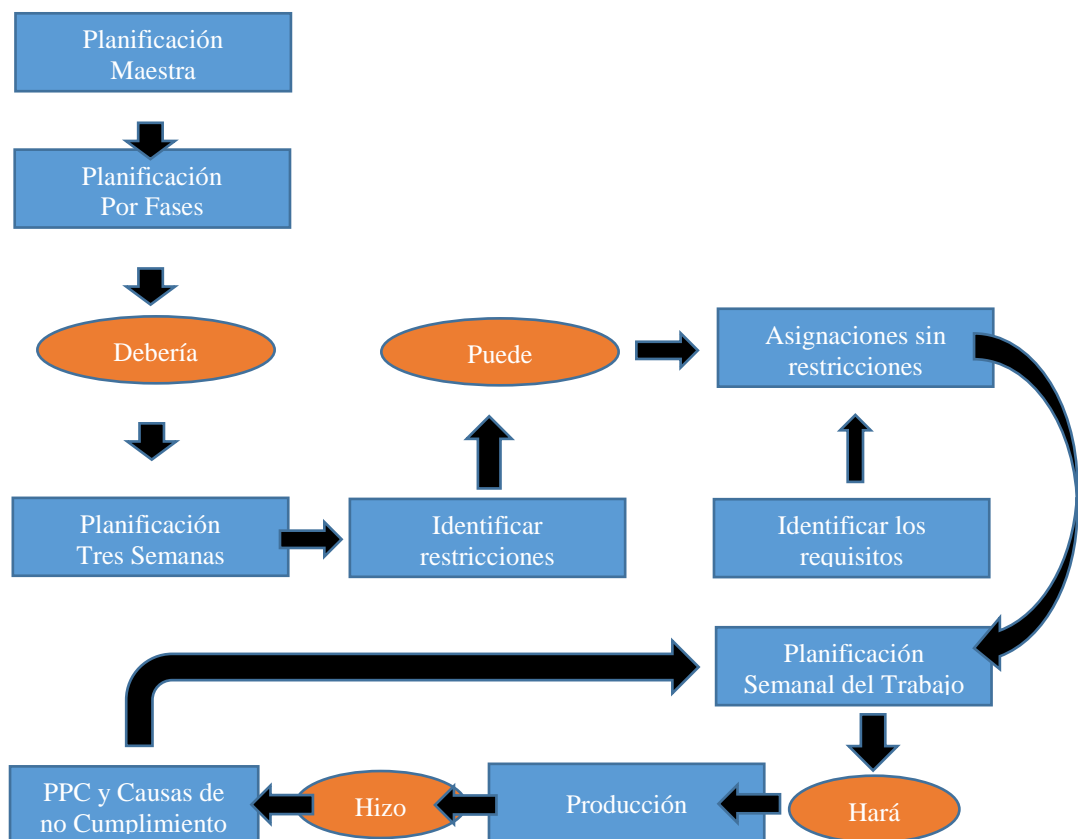 Planificación
Maestra
Planificación
Por Fases
Debería
Puede
Asignaciones sin
restricciones
Planificación
Tres Semanas
Identificar
restricciones
Identificar los
requisitos
Planificación
Semanal del Trabajo
PPC y Causas de
no Cumplimiento
Hizo
Producción
Hará